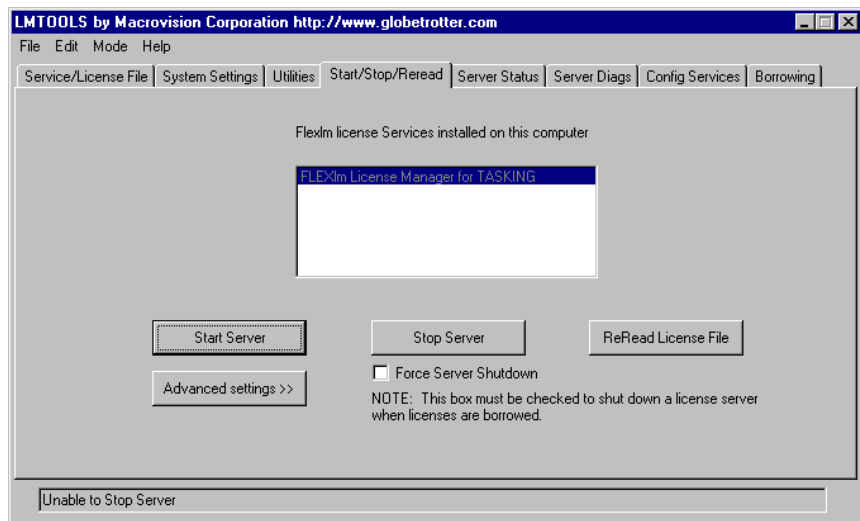 LMTOOLS by Macrovision Corporation http://www.globetrotter.com
File Edit Mode Help
Service/License File System Settings Utilities Start/Stop/Reread Server Status Server Diags Config Services Borrowing
Flexlm license Services installed on this computer
FLEXlm License Manager for TASKING
Start Server Stop Server ReRead License File
Force Server Shutdown
Advanced settings >>
NOTE: This box must be checked to shut down a license server
when licenses are borrowed.
Unable to Stop Server